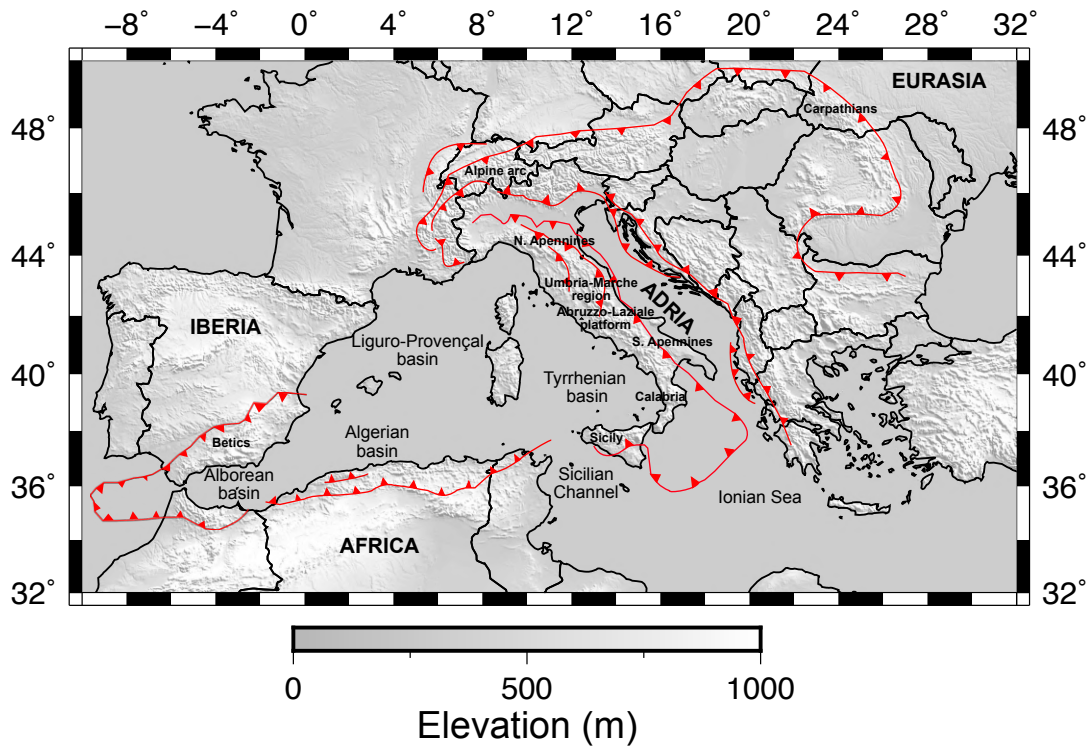 −8˚ −4˚ 0˚ 4˚ 8˚ 12˚ 16˚ 20˚ 24˚ 28˚ 32˚
EURASIA
Carpathians
48˚ 48˚
Alpine arc
44˚ 44˚
N. Apennines
Umbria-Marche
region
ADRIA
Abruzzo-Laziale
platform
IBERIA
Liguro-Provençal
basin
S. Apennines
40˚ 40˚
Tyrrhenian
basin
Calabria
Betics
Algerian
basin
Sicily
Alborean
basin
Sicilian
Channel
36˚ 36˚
Ionian Sea
AFRICA
32˚ 32˚
0 500 1000
Elevation (m)